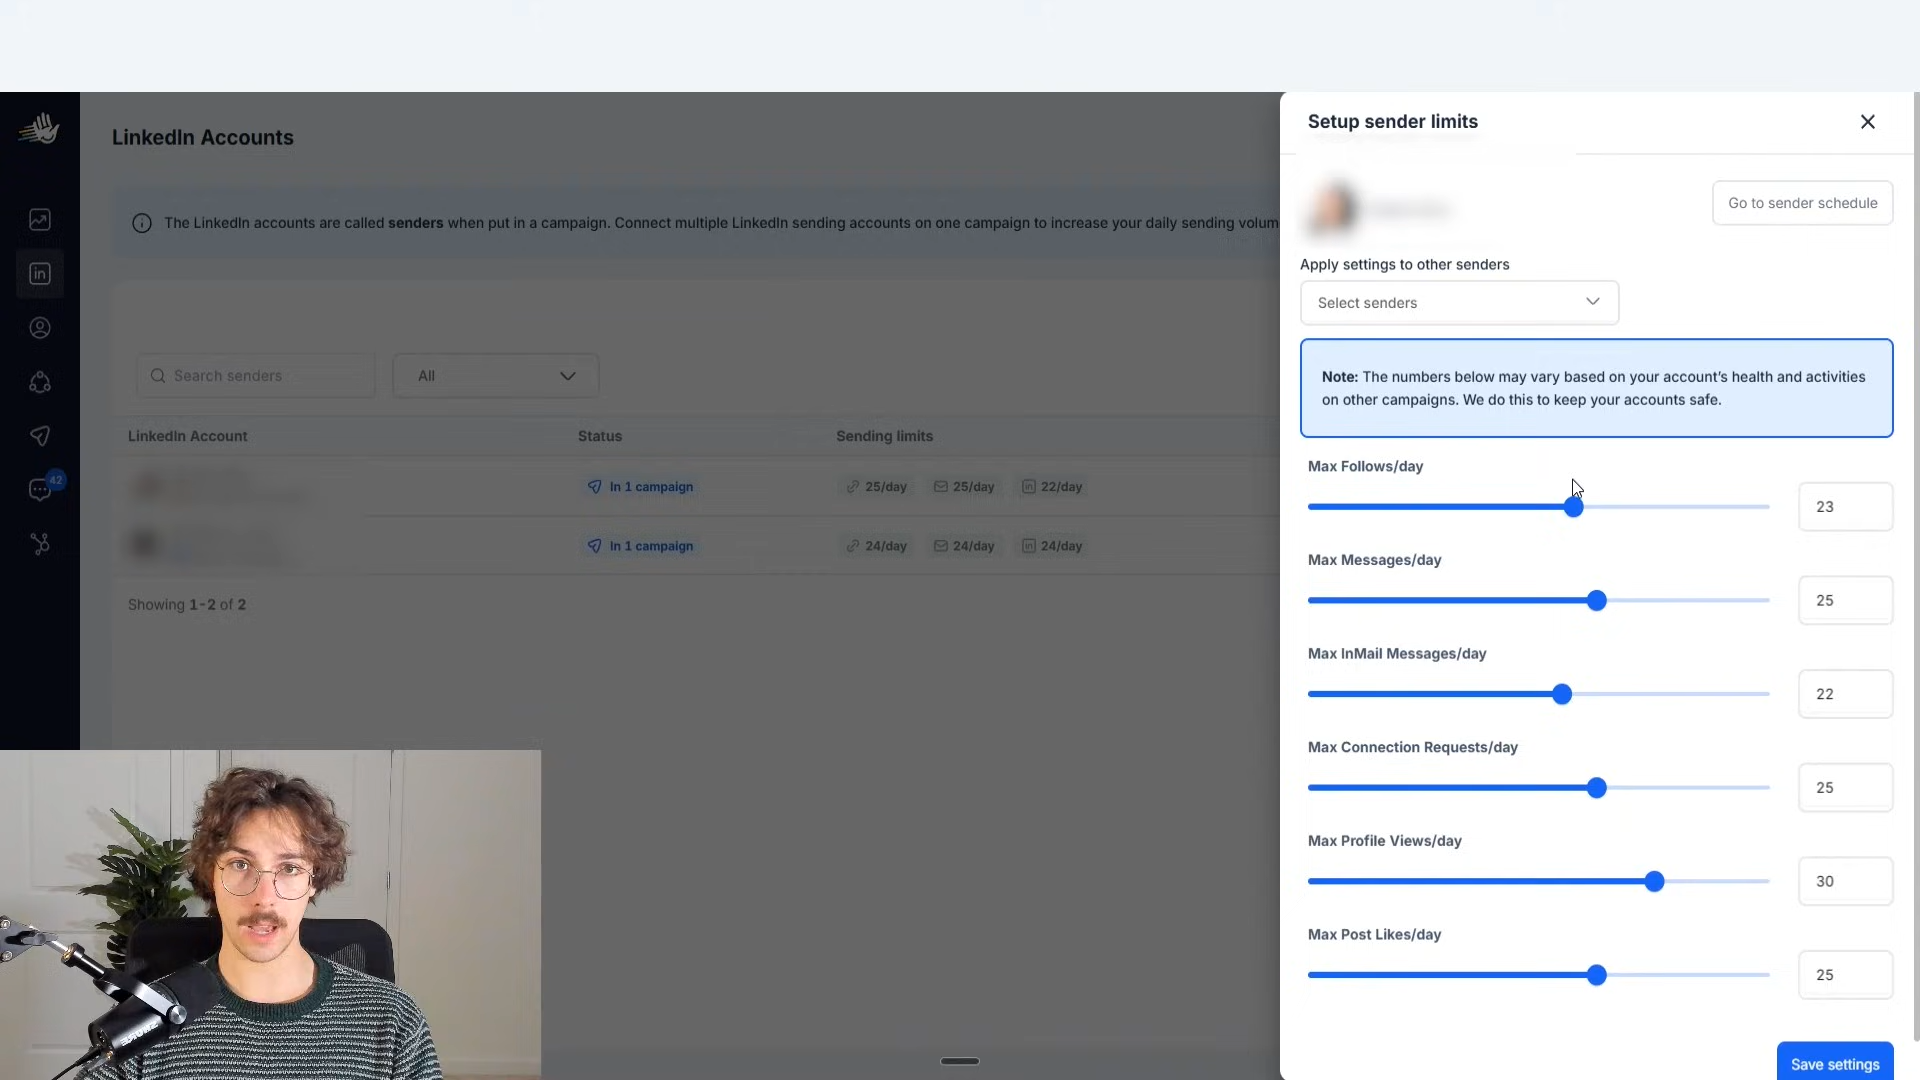 LinkedIn Accounts
The LinkedIn accounts are called senders when put in a campaign. Connect multiple LinkedIn sending accounts on one campaign to increase your daily sending volum
Search senders
All
LinkedIn Account
Status
Sending limits
In 1 campaign
25/day
25/day
22/day
In 1 campaign
24/day
24/day
24/day
Showing 1-2 of 2
42
Setup sender limits
Go to sender schedule
Apply settings to other senders
Select senders
Note: The numbers below may vary based on your account's health and activities
on other campaigns. We do this to keep your accounts safe.
Max Follows/day
23
Max Messages/day
25
Max InMail Messages/day
22
Max Connection Requests/day
25
Max Profile Views/day
30
Max Post Likes/day
25
Save settings